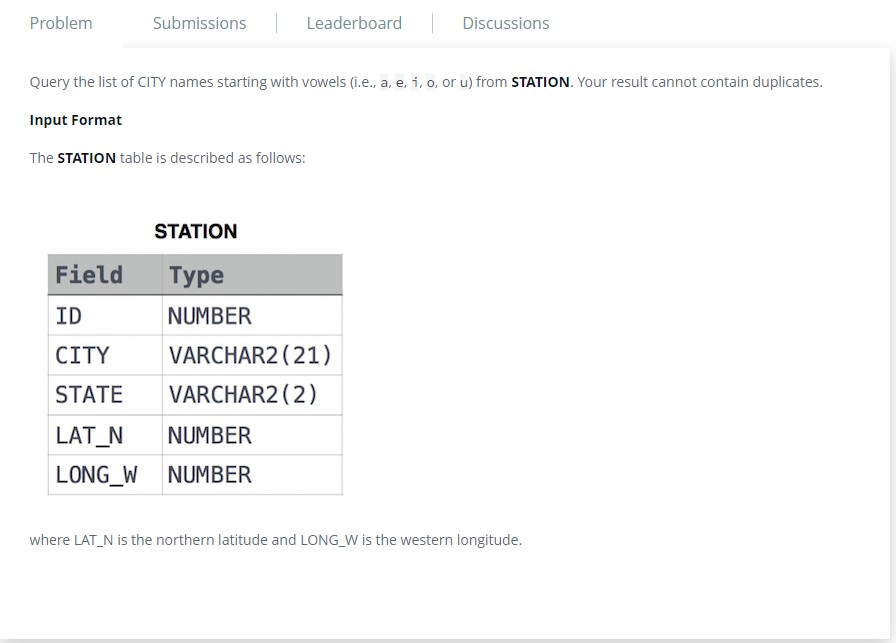 Problem Submissions Leaderboard Discussions
Query the list of CITY names starting with vowels (i.e., a, e, i, o, or u) from STATION. Your result cannot contain duplicates.
Input Format
The STATION table is described as follows:
STATION
Field Type
ID NUMBER
CITY VARCHAR2(21)
STATE VARCHAR2(2)
LAT_N NUMBER
LONG_W NUMBER
where LAT_N is the northern latitude and LONG_W is the western longitude.